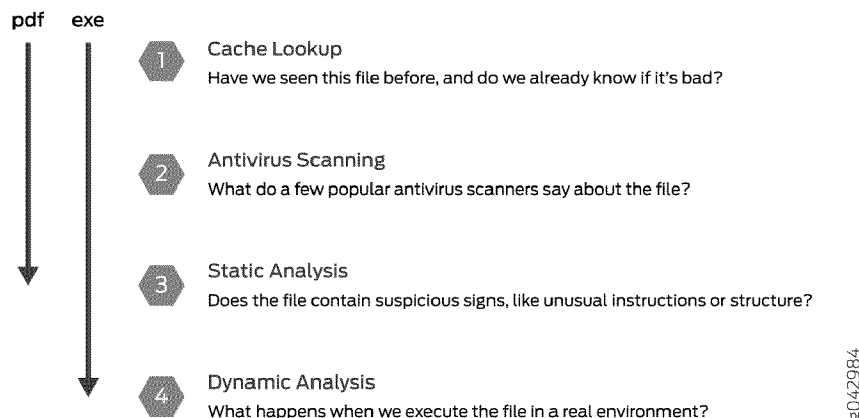 pdf exe
1 Cache Lookup
Have we seen this file before, and do we already know if it's bad?
2 Antivirus Scanning
What do a few popular antivirus scanners say about the file?
3 Static Analysis
Does the file contain suspicious signs, like unusual instructions or structure?
4 Dynamic Analysis
What happens when we execute the file in a real environment?
g042984